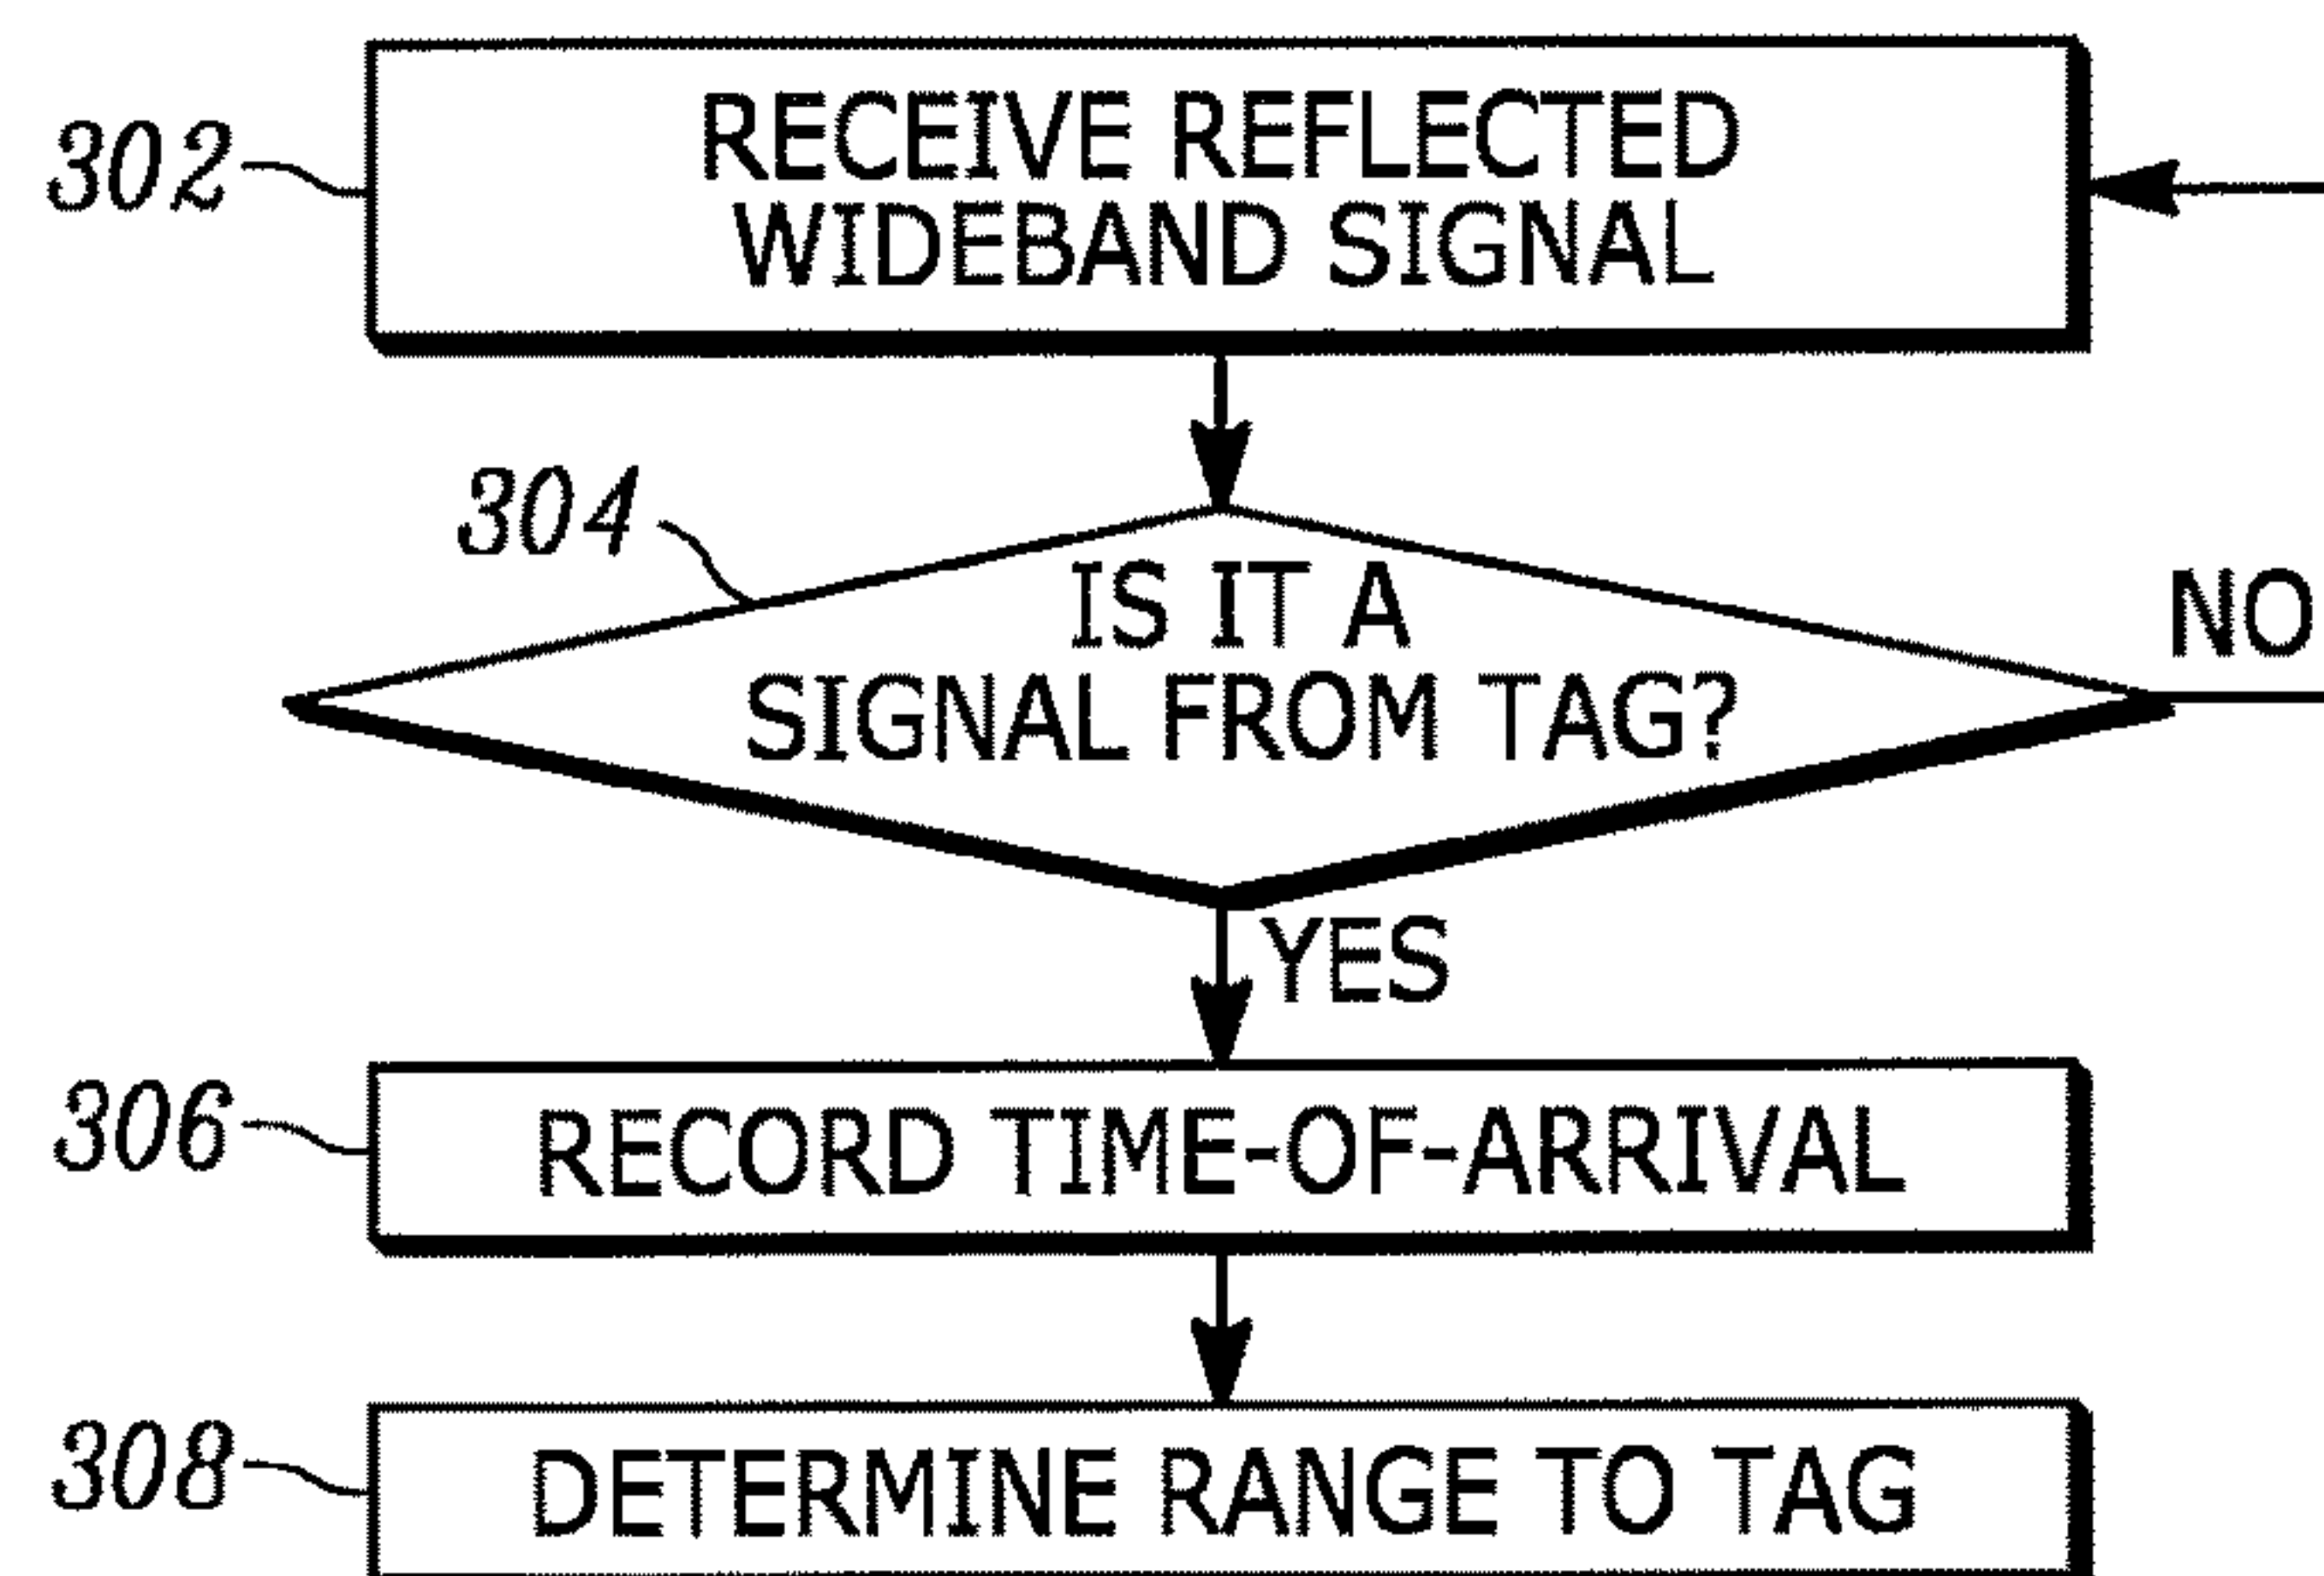 302
RECEIVE REFLECTED
WIDEBAND SIGNAL
304
IS IT A
SIGNAL FROM TAG?
NO
YES
306
RECORD TIME-OF-ARRIVAL
308
DETERMINE RANGE TO TAG